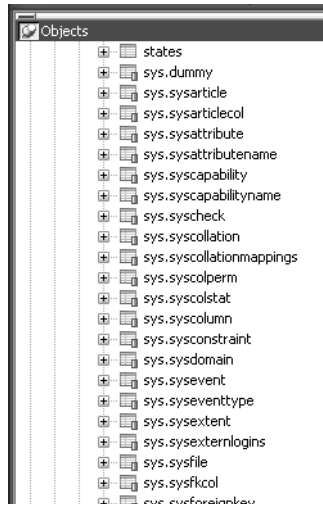 Objects
states
sys.dummy
sys.sysarticle
sys.sysarticlecol
sys.sysattribute
sys.sysattributename
sys.syscapability
sys.syscapabilityname
sys.syscheck
sys.syscollation
sys.syscollationmappings
sys.syscolperm
sys.syscolstat
sys.syscolumn
sys.sysconstraint
sys.sysdomain
sys.sysevent
sys.syseventtype
sys.sysextent
sys.sysexternlogins
sys.sysfile
sys.sysfkcol
sys.sysforeignkey